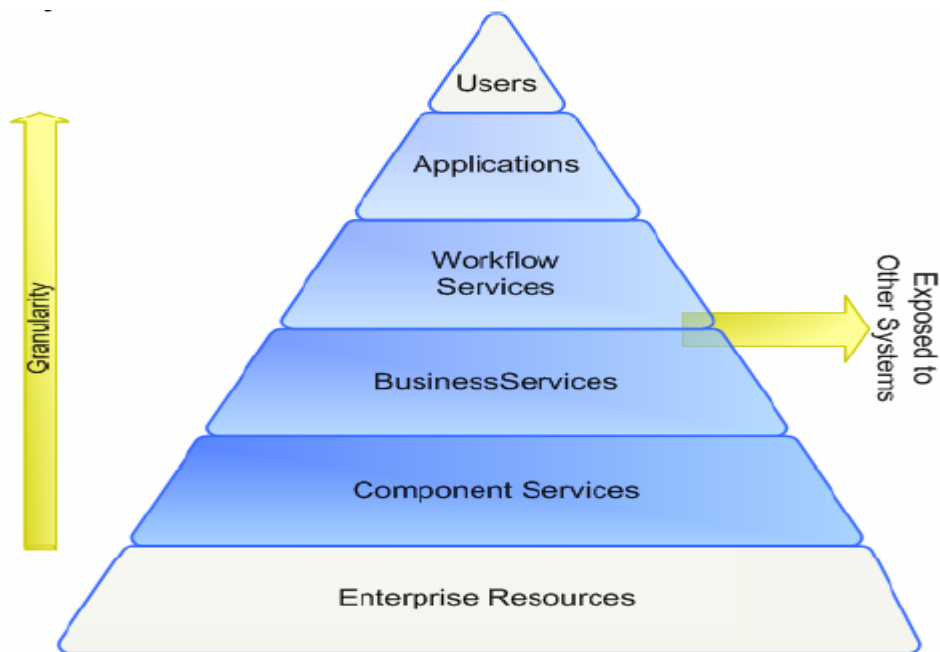 Users
Applications
Workflow
Services
BusinessServices
Component Services
Enterprise Resources
Granularity
Exposed to
Other Systems